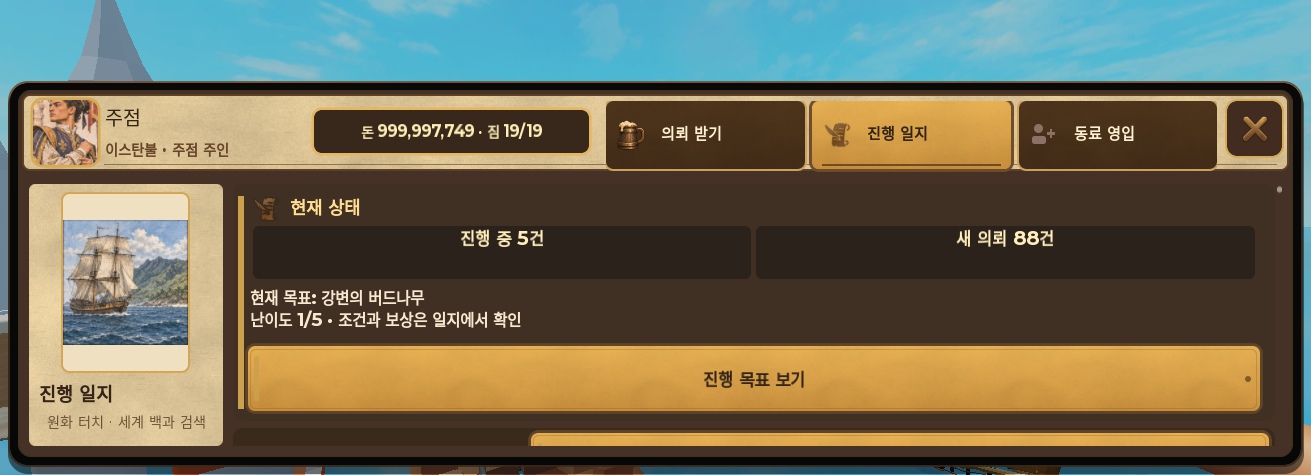 주점
이스탄불 • 주점 주인
돈 999,997,749 · 짐 19/19
의뢰 받기
진행 일지
동료 영입
진행 일지
원화 터치 · 세계 백과 검색
현재 상태
진행 중 5건
새 의뢰 88건
현재 목표: 강변의 버드나무
난이도 1/5 • 조건과 보상은 일지에서 확인
진행 목표 보기